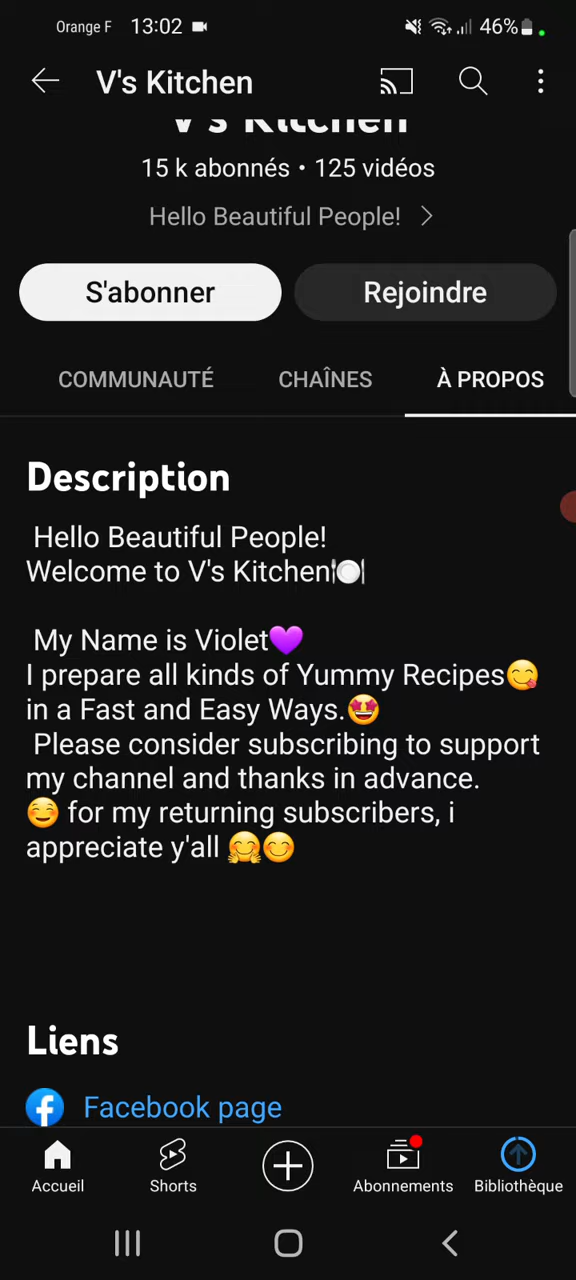 Orange F 13:02 46%
V's Kitchen
V's Kitchen
15 k abonnés • 125 vidéos
Hello Beautiful People! >
S'abonner Rejoindre
COMMUNAUTÉ CHAÎNES À PROPOS
Description
Hello Beautiful People!
Welcome to V's Kitchen🍽️
My Name is Violet💜
I prepare all kinds of Yummy Recipes😋
in a Fast and Easy Ways.🤩
Please consider subscribing to support
my channel and thanks in advance.
☺️ for my returning subscribers, i
appreciate y'all 🤗😊
Liens
Facebook page
Accueil Shorts Abonnements Bibliothèque